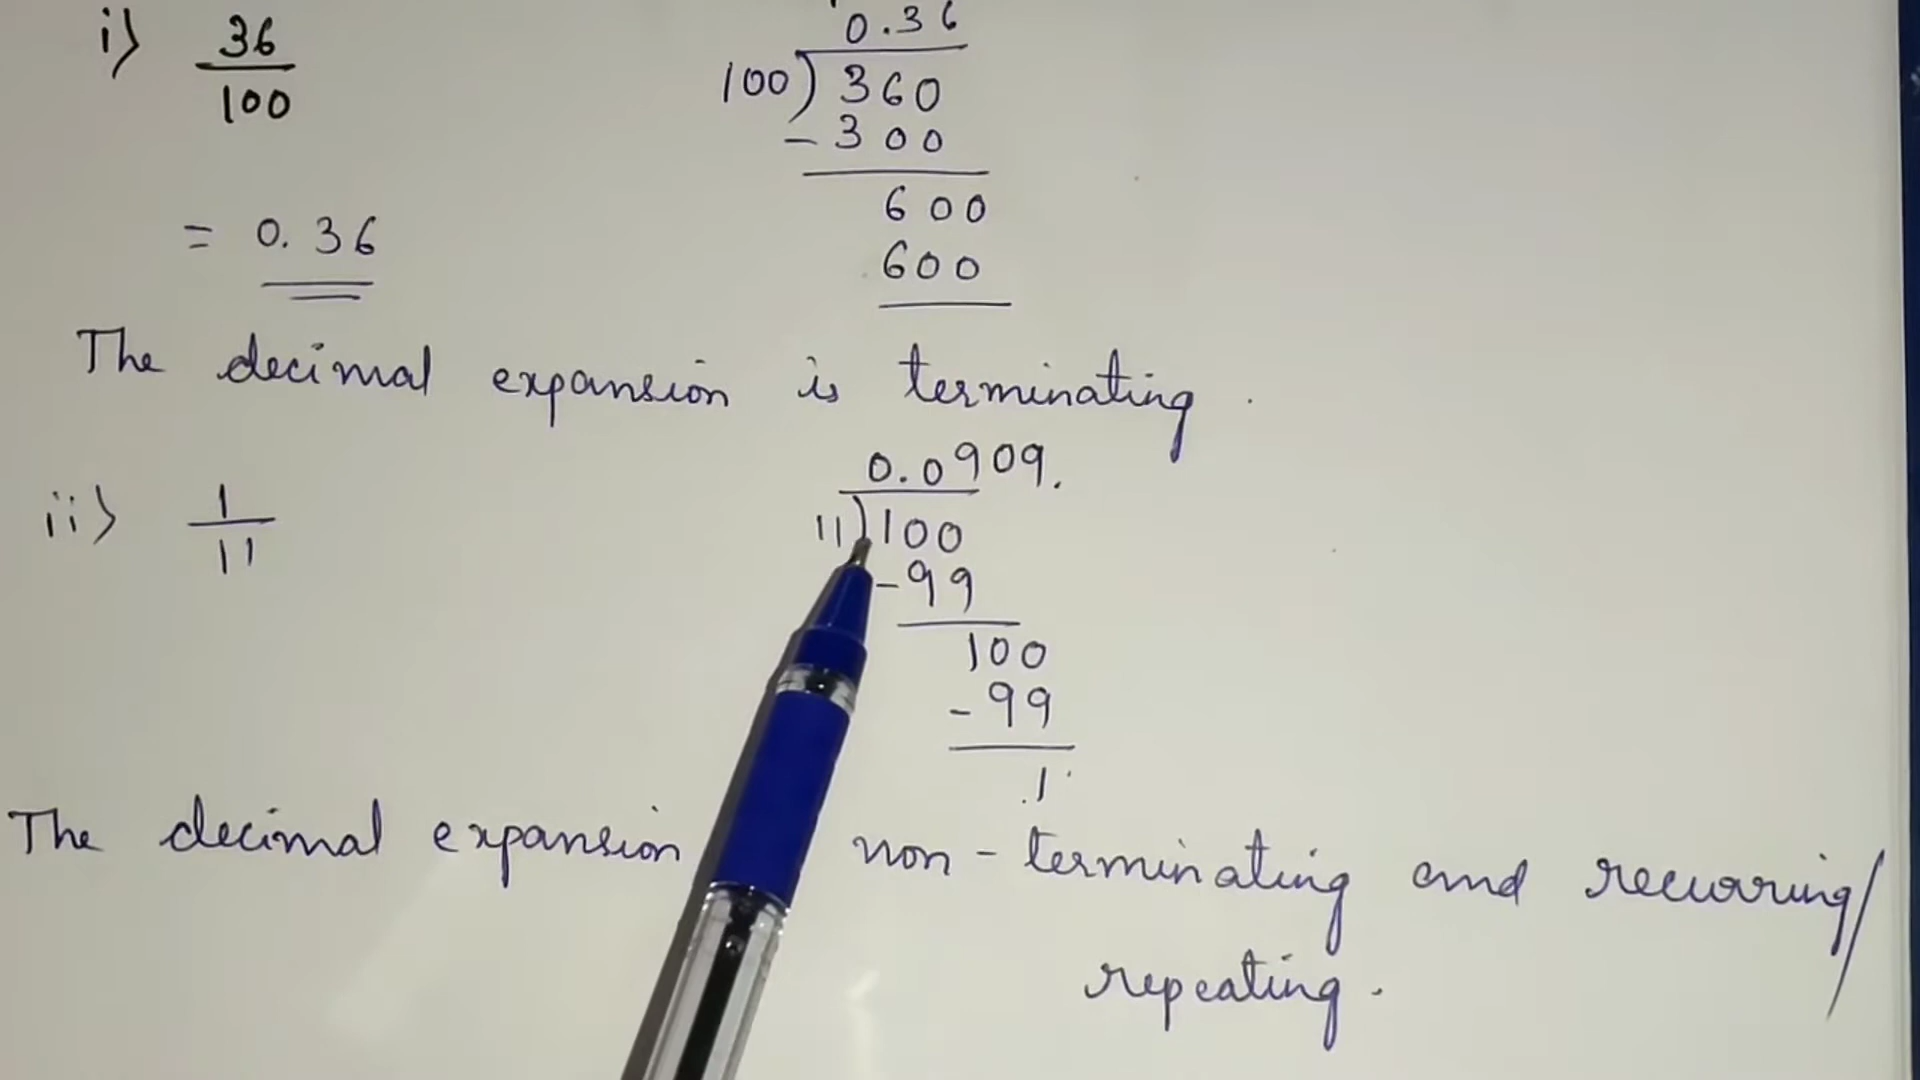 i) 36/100
0.36
100) 360
- 300
600
600
= 0.36
The decimal expansion is terminating.
ii) 1/11
0.0909.
11) 100
- 99
100
- 99
1
The decimal expansion non-terminating and recurring/
repeating.